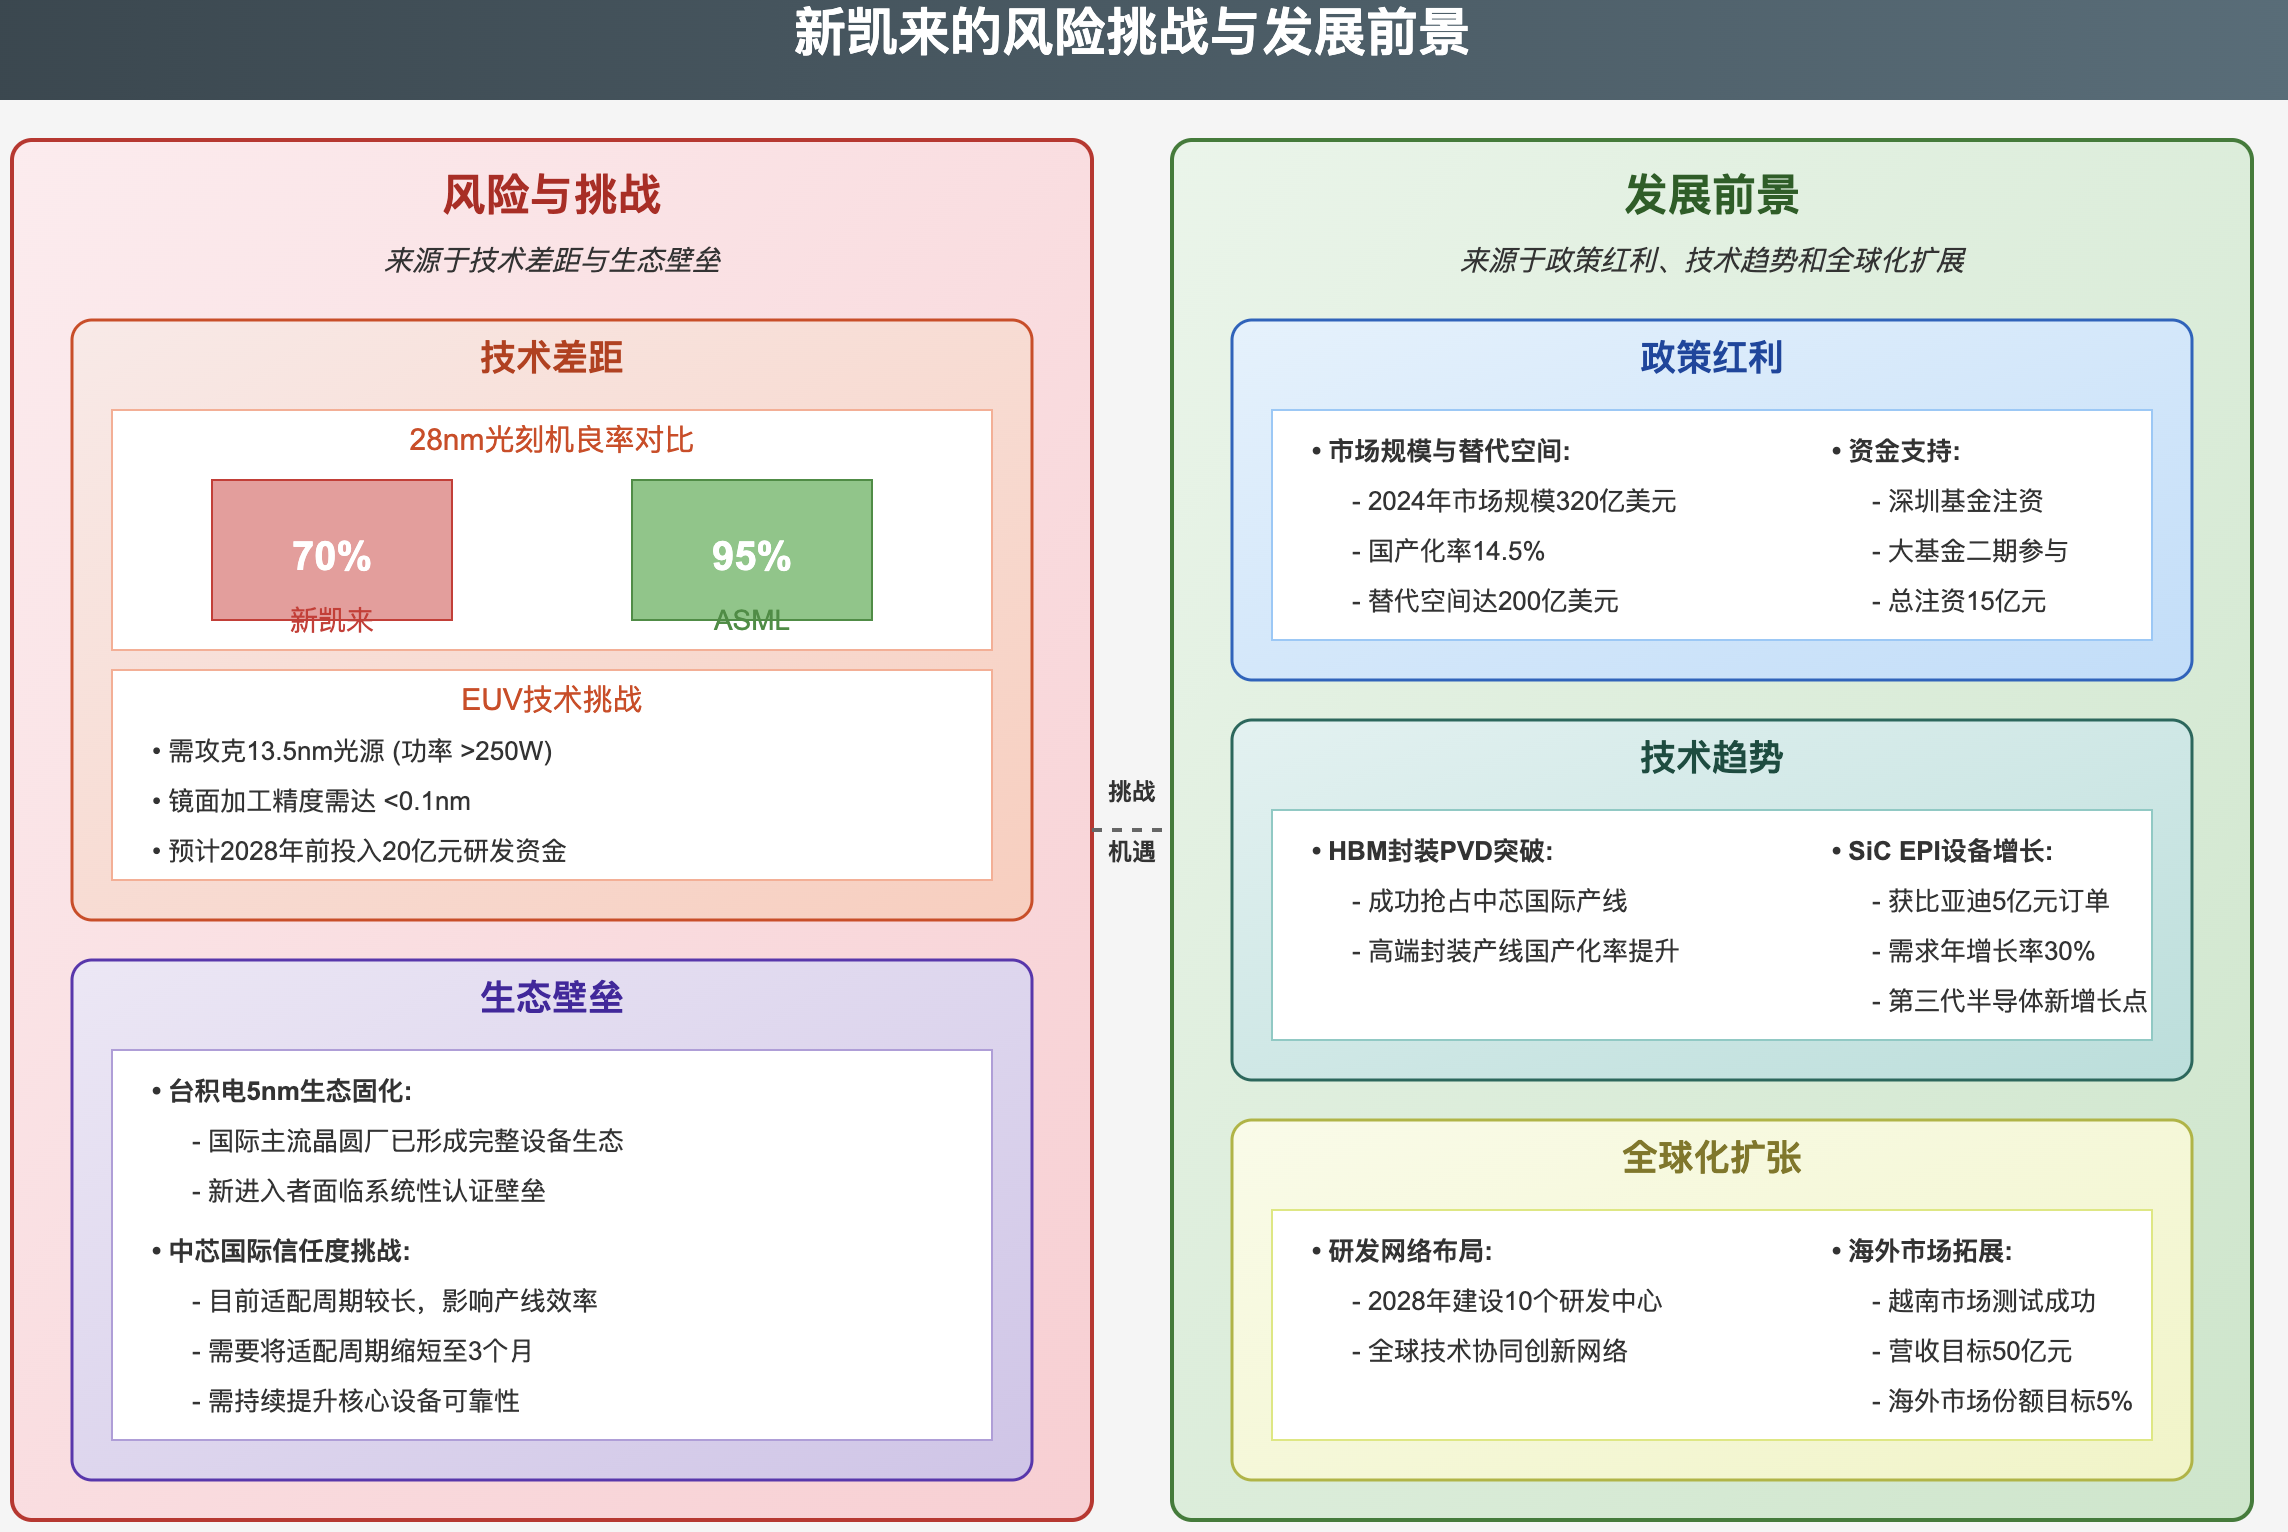 新凯来的风险挑战与发展前景
风险与挑战
来源于技术差距与生态壁垒
技术差距
28nm光刻机良率对比
70%
新凯来
95%
ASML
EUV技术挑战
• 需攻克13.5nm光源 (功率 >250W)
• 镜面加工精度需达 <0.1nm
• 预计2028年前投入20亿元研发资金
生态壁垒
• 台积电5nm生态固化:
- 国际主流晶圆厂已形成完整设备生态
- 新进入者面临系统性认证壁垒
• 中芯国际信任度挑战:
- 目前适配周期较长，影响产线效率
- 需要将适配周期缩短至3个月
- 需持续提升核心设备可靠性
挑战
机遇
发展前景
来源于政策红利、技术趋势和全球化扩展
政策红利
• 市场规模与替代空间:
- 2024年市场规模320亿美元
- 国产化率14.5%
- 替代空间达200亿美元
• 资金支持:
- 深圳基金注资
- 大基金二期参与
- 总注资15亿元
技术趋势
• HBM封装PVD突破:
- 成功抢占中芯国际产线
- 高端封装产线国产化率提升
• SiC EPI设备增长:
- 获比亚迪5亿元订单
- 需求年增长率30%
- 第三代半导体新增长点
全球化扩张
• 研发网络布局:
- 2028年建设10个研发中心
- 全球技术协同创新网络
• 海外市场拓展:
- 越南市场测试成功
- 营收目标50亿元
- 海外市场份额目标5%